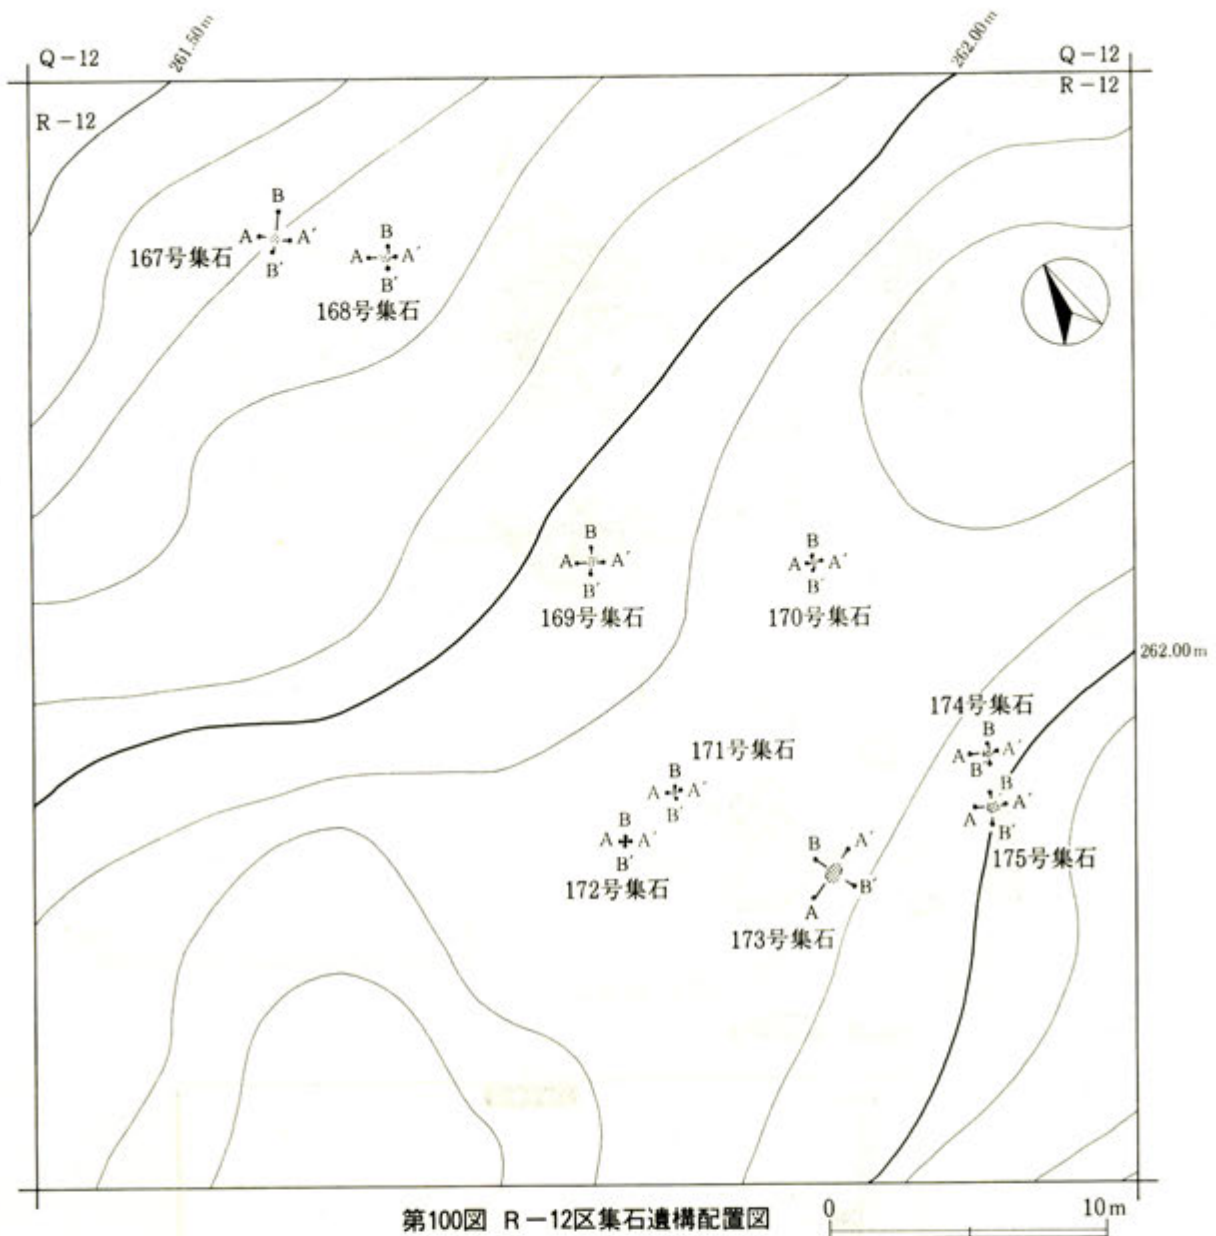 261.50m
262.00m
Q-12
Q-12
R-12
R-12
B
A A′
B′
167号集石
B
A A′
B′
168号集石
B
A A′
B′
169号集石
B
A A′
B′
170号集石
262.00m
174号集石
B
A A′
B′
171号集石
B
A A′
B′
B
A A′
B′
175号集石
B
A A′
B′
172号集石
B A′
A B′
173号集石
第100図 R-12区集石遺構配置図
0 10m